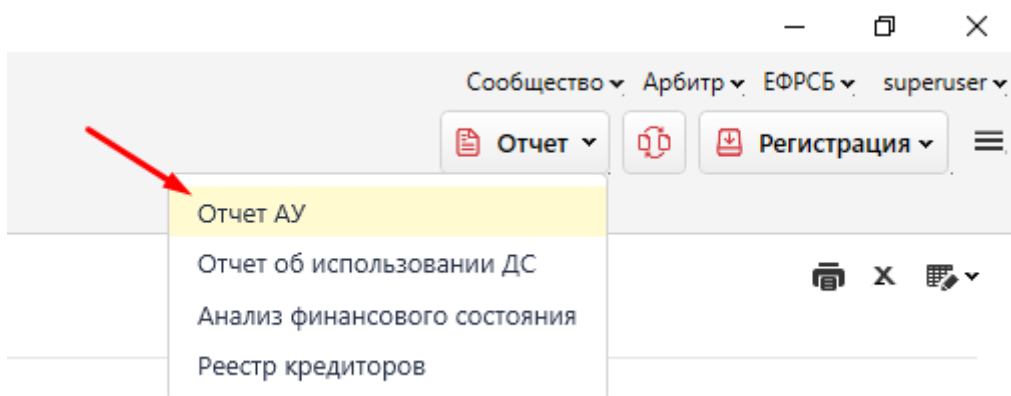 Сообщество Арбитр ЕФРСБ superuser
Отчет Регистрация
Отчет АУ
Отчет об использовании ДС
Анализ финансового состояния
Реестр кредиторов